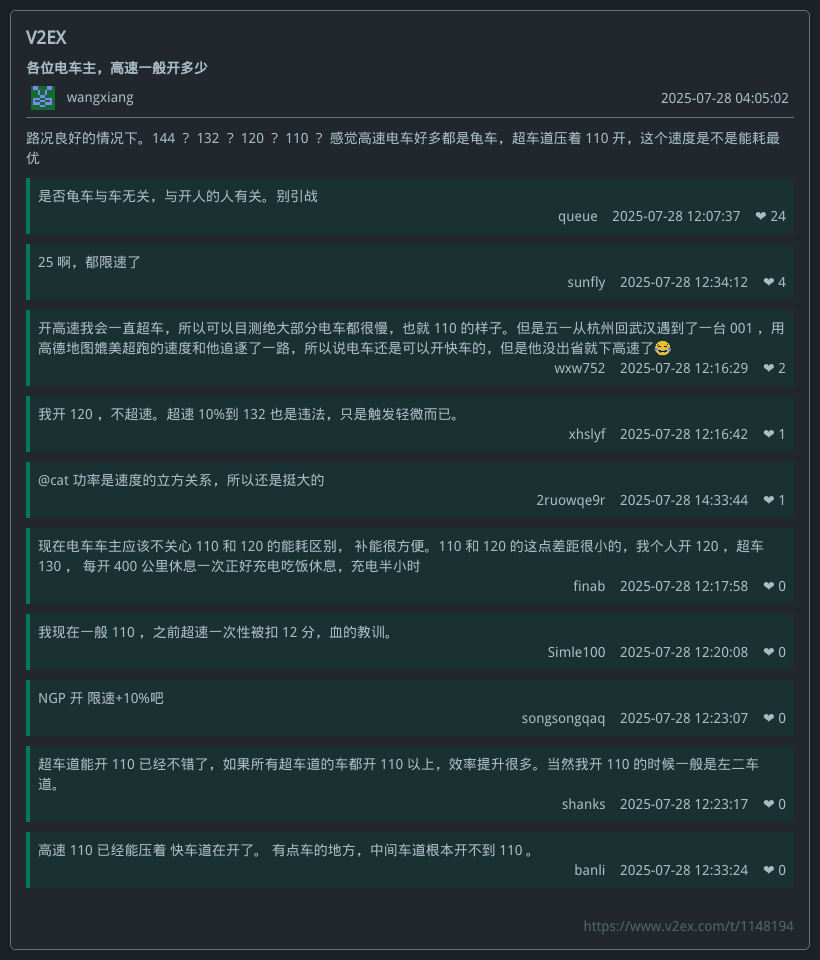 V2EX
各位电车主，高速一般开多少
wangxiang 2025-07-28 04:05:02
路况良好的情况下。144 ？ 132 ？ 120 ？ 110 ？ 感觉高速电车好多都是龟车，超车道压着 110 开，这个速度是不是能耗最
优
是否龟车与车无关，与开人的人有关。别引战
queue 2025-07-28 12:07:37 ❤ 24
25 啊，都限速了
sunfly 2025-07-28 12:34:12 ❤ 4
开高速我会一直超车，所以可以目测绝大部分电车都很慢，也就 110 的样子。但是五一从杭州回武汉遇到了一台 001 ，用
高德地图媲美超跑的速度和他追逐了一路，所以说电车还是可以开快车的，但是他没出省就下高速了😂
wxw752 2025-07-28 12:16:29 ❤ 2
我开 120 ，不超速。超速 10%到 132 也是违法，只是触发轻微而已。
xhslyf 2025-07-28 12:16:42 ❤ 1
@cat 功率是速度的立方关系，所以还是挺大的
2ruowqe9r 2025-07-28 14:33:44 ❤ 1
现在电车车主应该不关心 110 和 120 的能耗区别， 补能很方便。110 和 120 的这点差距很小的，我个人开 120 ，超车
130 ， 每开 400 公里休息一次正好充电吃饭休息，充电半小时
finab 2025-07-28 12:17:58 ❤ 0
我现在一般 110 ，之前超速一次性被扣 12 分，血的教训。
Simle100 2025-07-28 12:20:08 ❤ 0
NGP 开 限速+10%吧
songsongqaq 2025-07-28 12:23:07 ❤ 0
超车道能开 110 已经不错了，如果所有超车道的车都开 110 以上，效率提升很多。当然我开 110 的时候一般是左二车
道。
shanks 2025-07-28 12:23:17 ❤ 0
高速 110 已经能压着 快车道在开了。 有点车的地方，中间车道根本开不到 110 。
banli 2025-07-28 12:33:24 ❤ 0
https://www.v2ex.com/t/1148194